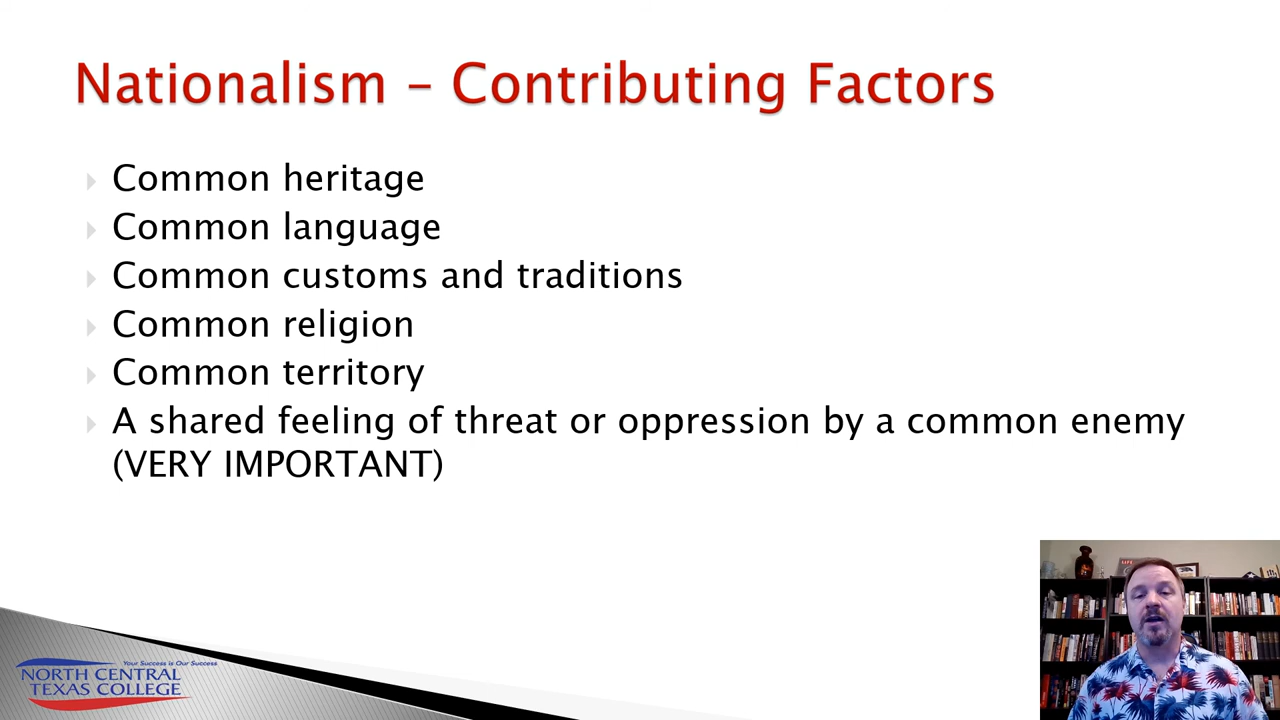 Nationalism – Contributing Factors
Common heritage
Common language
Common customs and traditions
Common religion
Common territory
A shared feeling of threat or oppression by a common enemy
(VERY IMPORTANT)
Your Success is Our Success
NORTH CENTRAL
TEXAS COLLEGE
LIFE